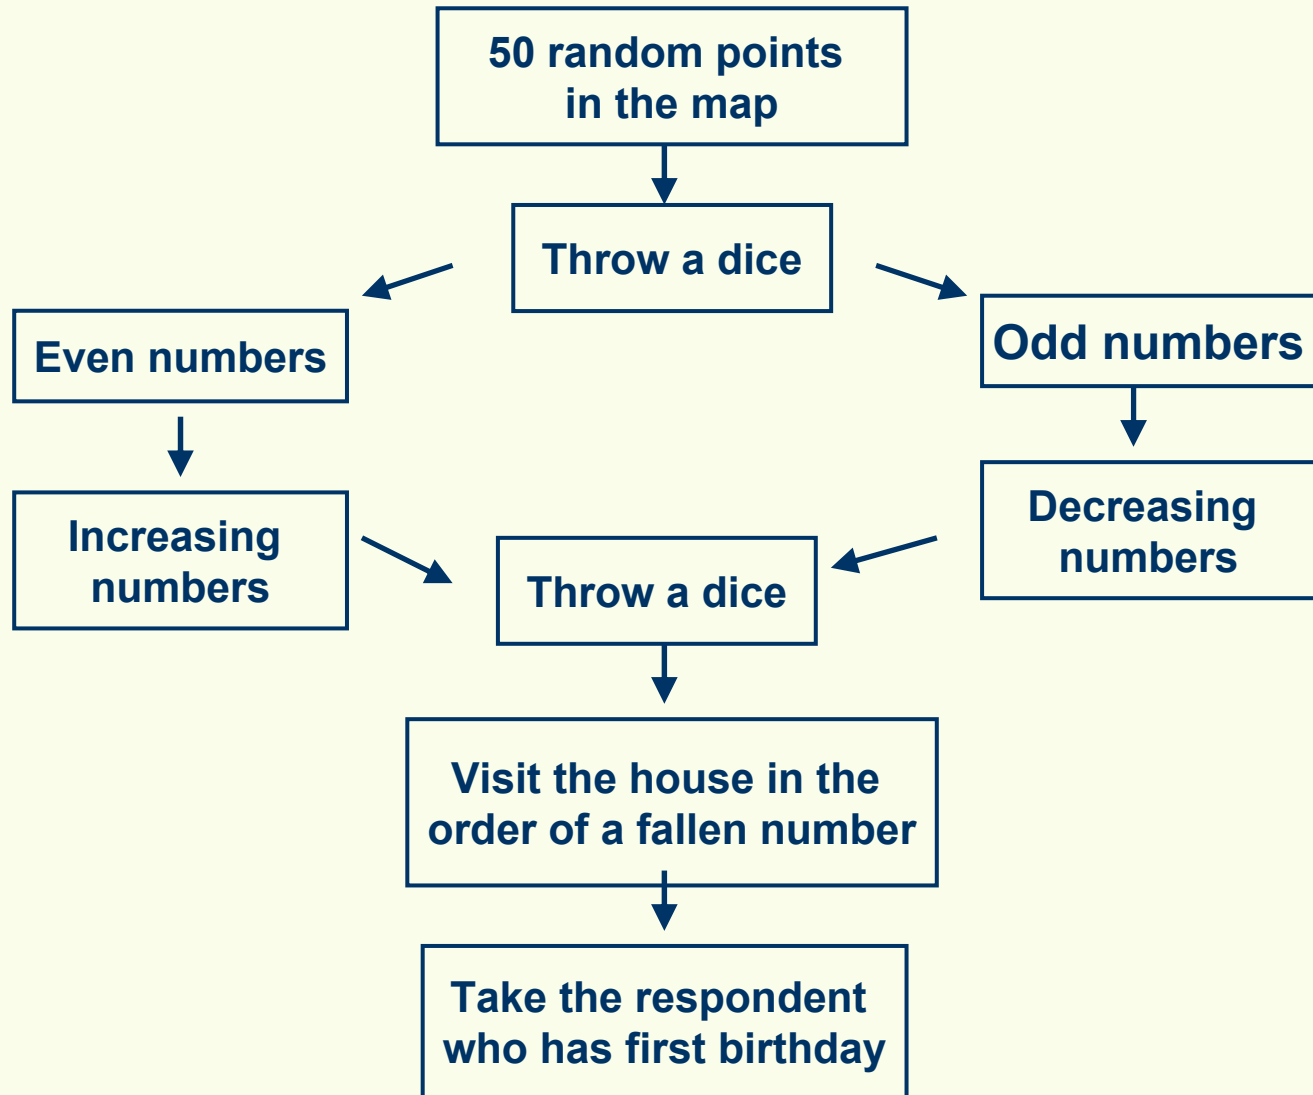 50 random points
in the map
Throw a dice
Even numbers
Odd numbers
Increasing
numbers
Decreasing
numbers
Throw a dice
Visit the house in the
order of a fallen number
Take the respondent
who has first birthday